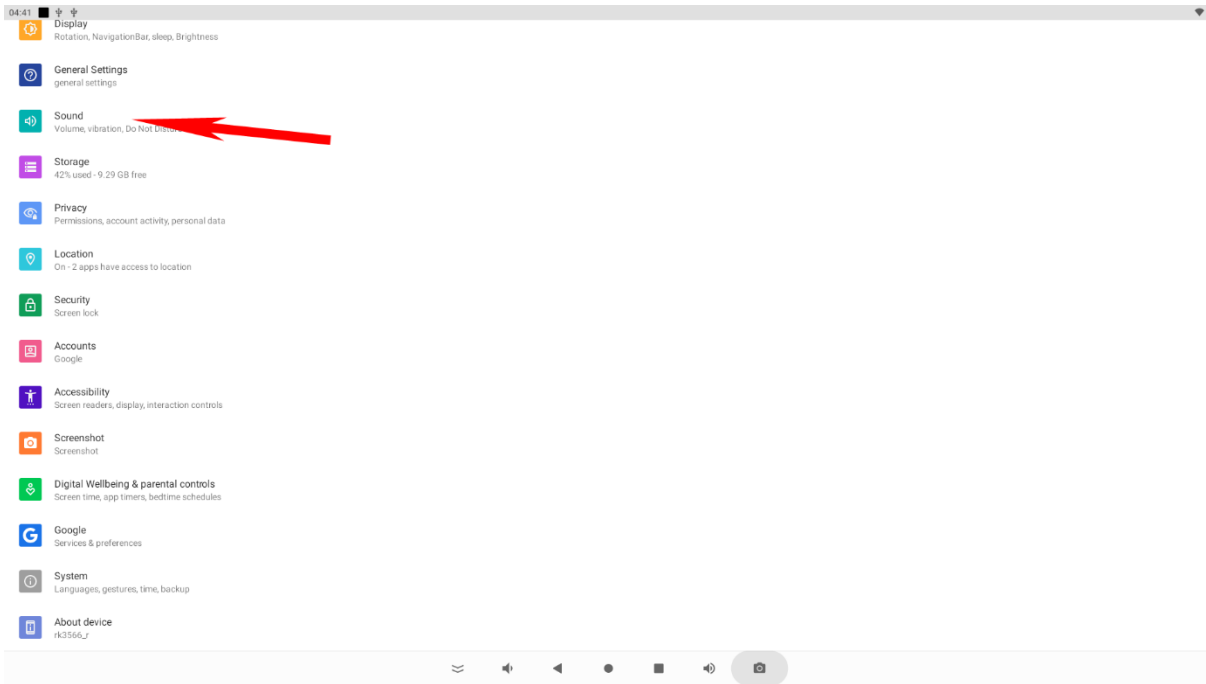 04:41
Display
Rotation, NavigationBar, sleep, Brightness
General Settings
general settings
Sound
Volume, vibration, Do Not
Storage
42% used - 9.29 GB free
Privacy
Permissions, account activity, personal data
Location
On - 2 apps have access to location
Security
Screen lock
Accounts
Google
Accessibility
Screen readers, display, interaction controls
Screenshot
Screenshot
Digital Wellbeing & parental controls
Screen time, app timers, bedtime schedules
Google
Services & preferences
System
Languages, gestures, time, backup
About device
rk3566_r